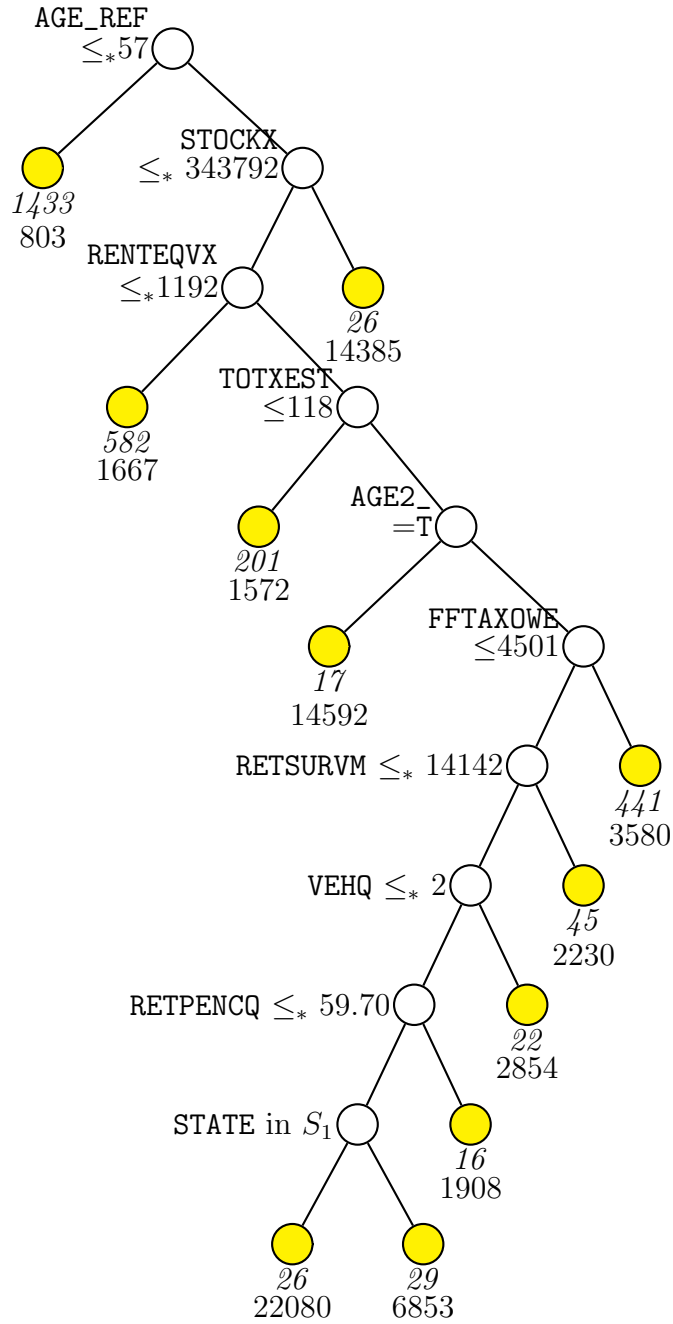 AGE_REF
≤*57
STOCKX
≤* 343792
1433
803
RENTEQVX
≤*1192
26
14385
TOTXEST
≤118
582
1667
AGE2_
=T
201
1572
FFTAXOWE
≤4501
17
14592
RETSURVM ≤* 14142
441
3580
VEHQ ≤* 2
45
2230
RETPENCQ ≤* 59.70
22
2854
STATE in S1
16
1908
26
22080
29
6853